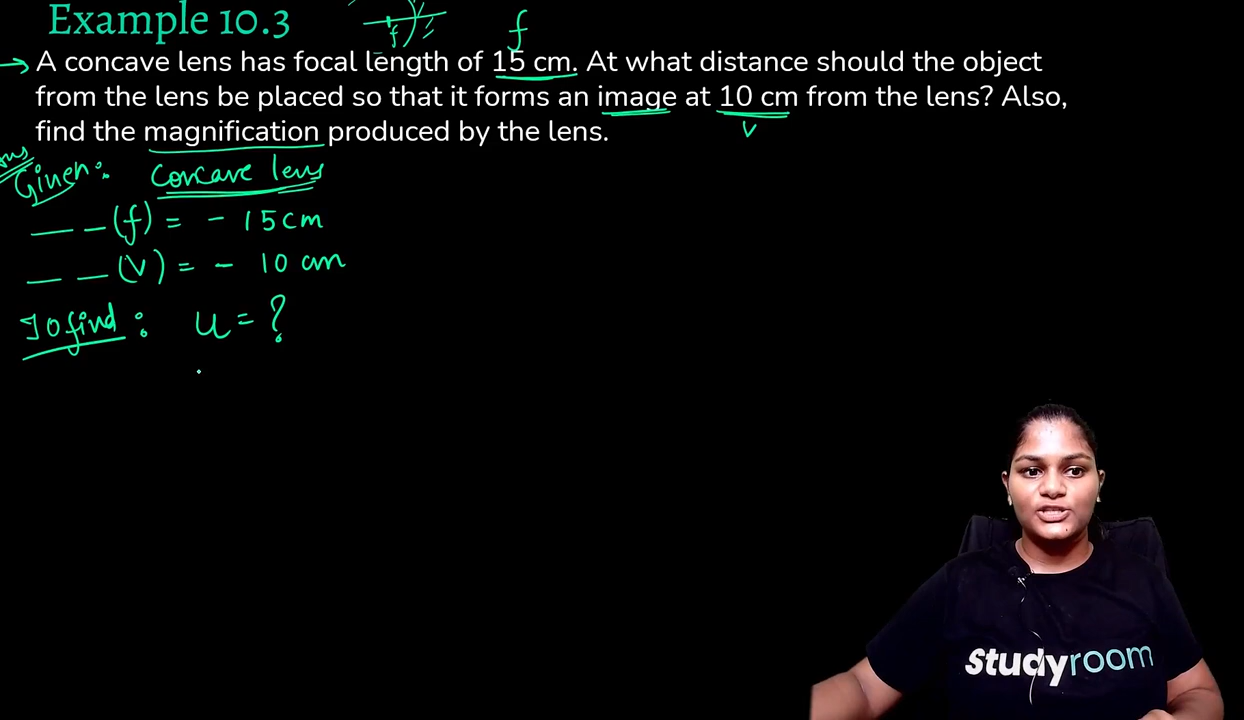 Example 10.3
f
f
→ A concave lens has focal length of 15 cm. At what distance should the object
from the lens be placed so that it forms an image at 10 cm from the lens? Also,
v
find the magnification produced by the lens.
Ans
Given: Concave lens
_ _ (f) = - 15cm
_ _ (v) = - 10 cm
To find: u = ?
Studyroom